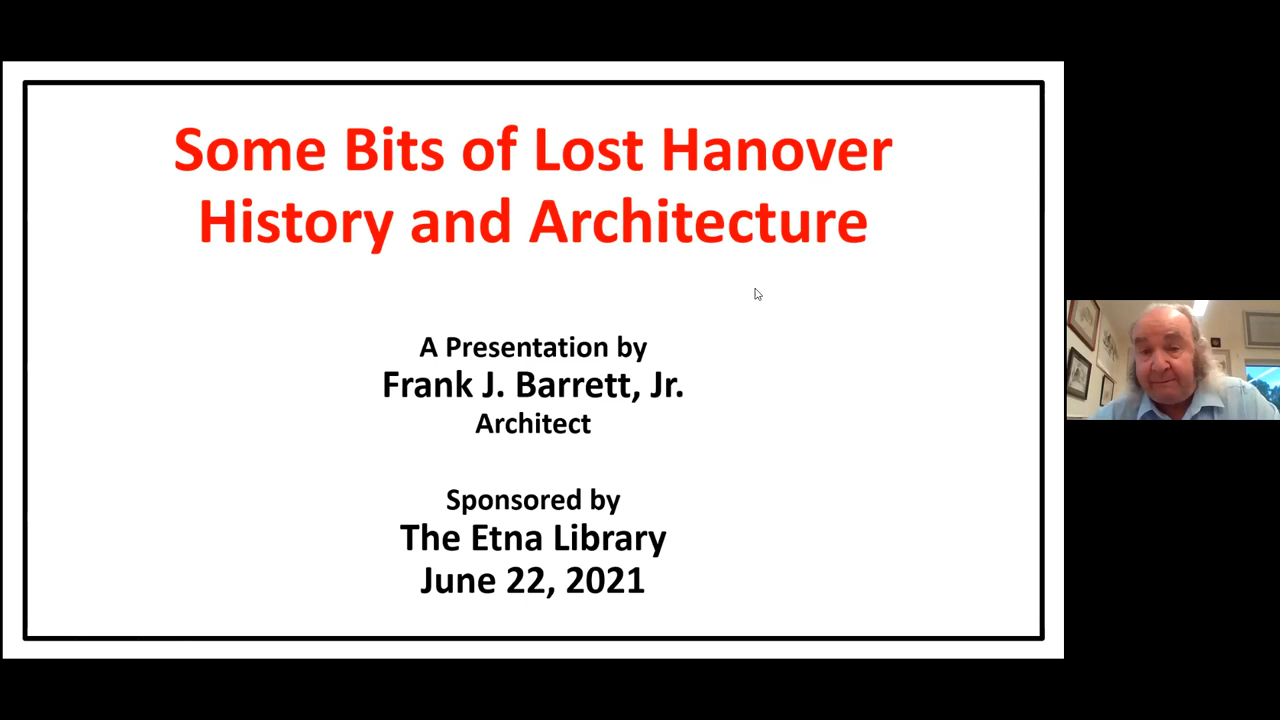 Some Bits of Lost Hanover
History and Architecture
A Presentation by
Frank J. Barrett, Jr.
Architect
Sponsored by
The Etna Library
June 22, 2021